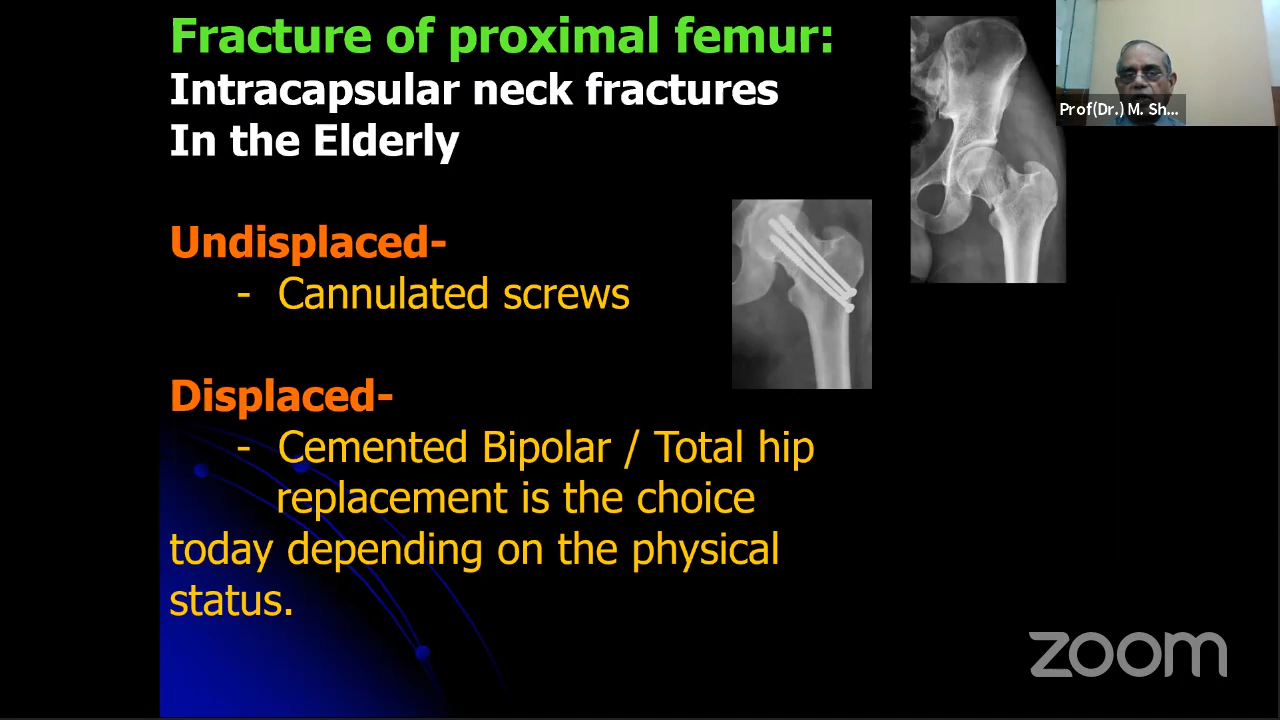 Fracture of proximal femur:
Intracapsular neck fractures
In the Elderly
Undisplaced-
- Cannulated screws
Displaced-
- Cemented Bipolar / Total hip
replacement is the choice
today depending on the physical
status.
Prof(Dr.) M. Sh...
zoom